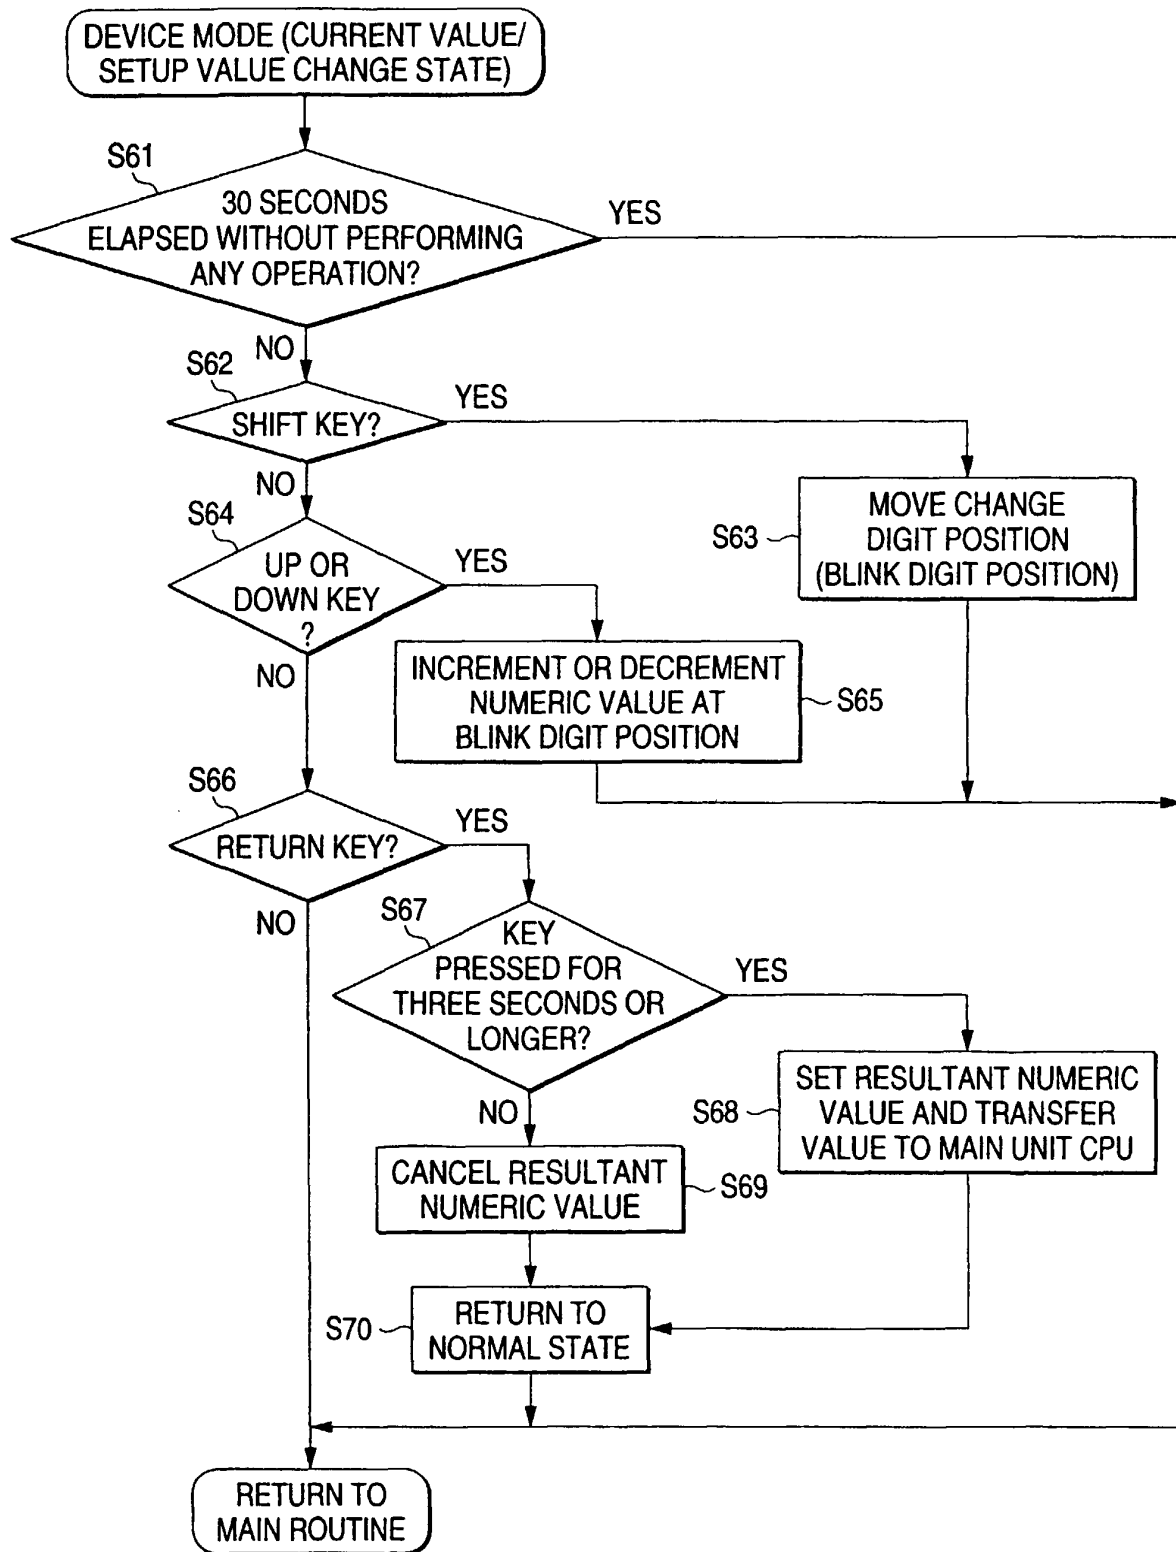 DEVICE MODE (CURRENT VALUE/
SETUP VALUE CHANGE STATE)
S61
30 SECONDS
ELAPSED WITHOUT PERFORMING
ANY OPERATION?
YES
NO
S62
SHIFT KEY?
YES
NO
S63
MOVE CHANGE
DIGIT POSITION
(BLINK DIGIT POSITION)
S64
UP OR
DOWN KEY
?
YES
NO
INCREMENT OR DECREMENT
NUMERIC VALUE AT
BLINK DIGIT POSITION
S65
S66
RETURN KEY?
YES
NO
S67
KEY
PRESSED FOR
THREE SECONDS OR
LONGER?
YES
NO
S68
SET RESULTANT NUMERIC
VALUE AND TRANSFER
VALUE TO MAIN UNIT CPU
CANCEL RESULTANT
NUMERIC VALUE
S69
S70
RETURN TO
NORMAL STATE
RETURN TO
MAIN ROUTINE